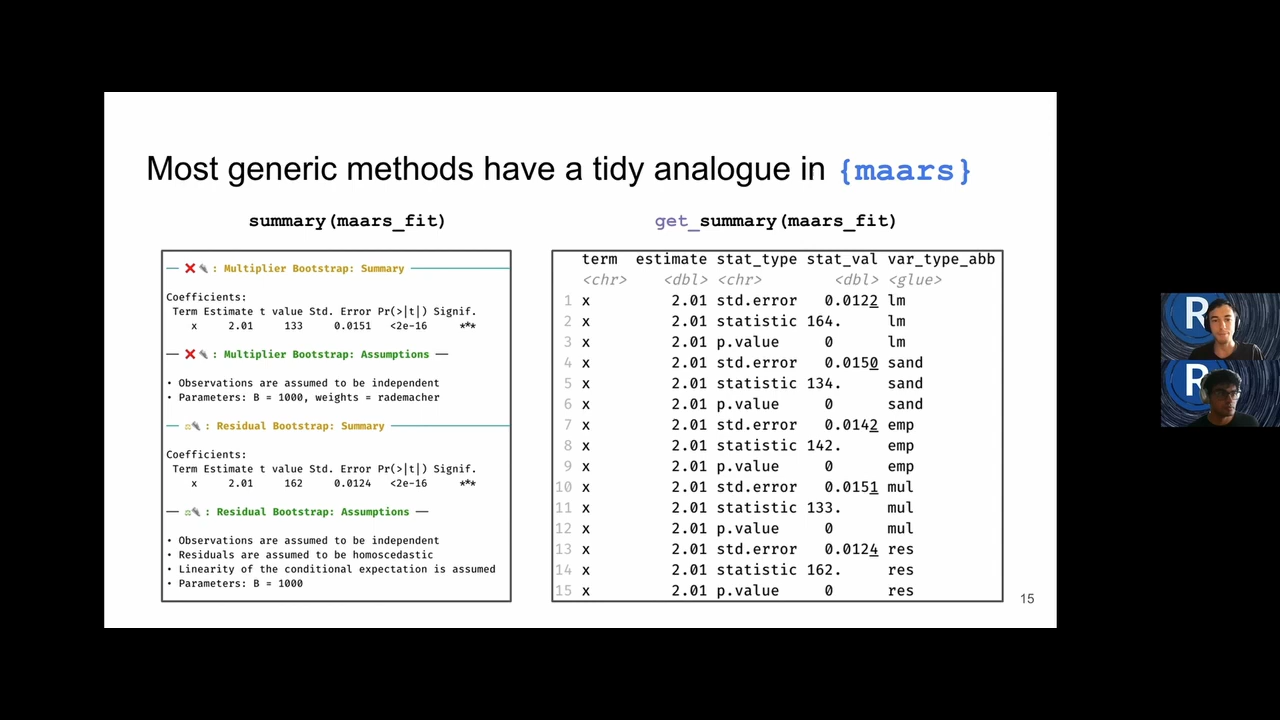 Most generic methods have a tidy analogue in {maars}
summary(maars_fit)
── ❌🔌: Multiplier Bootstrap: Summary ──────────
Coefficients:
Term Estimate t value Std. Error Pr(>|t|) Signif.
x 2.01 133 0.0151 <2e-16 ***
── ❌🔌: Multiplier Bootstrap: Assumptions ──
• Observations are assumed to be independent
• Parameters: B = 1000, weights = rademacher
── ⚖🔌: Residual Bootstrap: Summary ──────────
Coefficients:
Term Estimate t value Std. Error Pr(>|t|) Signif.
x 2.01 162 0.0124 <2e-16 ***
── ⚖🔌: Residual Bootstrap: Assumptions ──
• Observations are assumed to be independent
• Residuals are assumed to be homoscedastic
• Linearity of the conditional expectation is assumed
• Parameters: B = 1000
get_summary(maars_fit)
term estimate stat_type stat_val var_type_abb
<chr> <dbl> <chr> <dbl> <glue>
1 x 2.01 std.error 0.0122 lm
2 x 2.01 statistic 164. lm
3 x 2.01 p.value 0 lm
4 x 2.01 std.error 0.0150 sand
5 x 2.01 statistic 134. sand
6 x 2.01 p.value 0 sand
7 x 2.01 std.error 0.0142 emp
8 x 2.01 statistic 142. emp
9 x 2.01 p.value 0 emp
10 x 2.01 std.error 0.0151 mul
11 x 2.01 statistic 133. mul
12 x 2.01 p.value 0 mul
13 x 2.01 std.error 0.0124 res
14 x 2.01 statistic 162. res
15 x 2.01 p.value 0 res
15
R
R